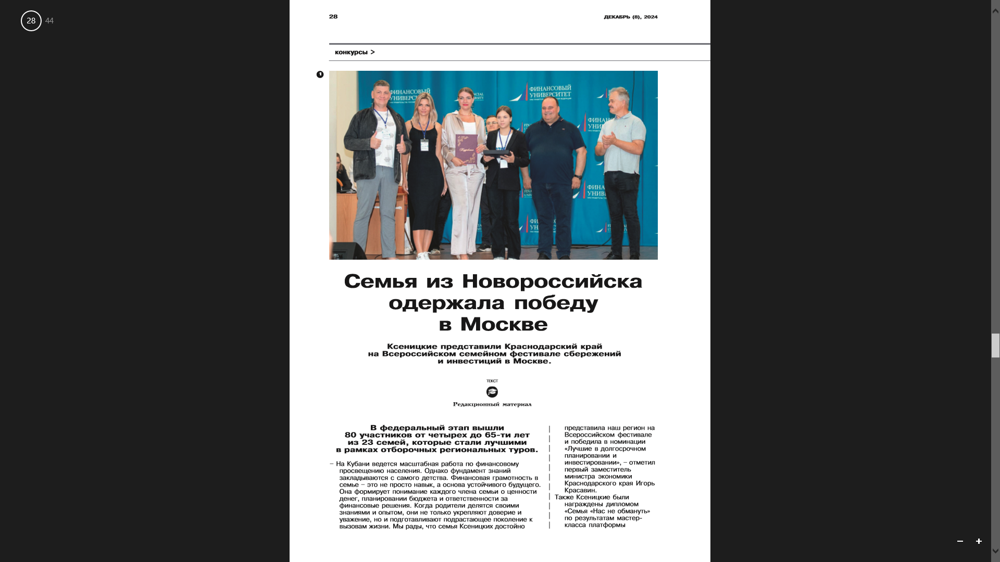 28
44
28
ДЕКАБРЬ (8), 2024
конкурсы >
1
ФИНАНСОВЫЙ
УНИВЕРСИТЕТ
ФИНАНСОВЫЙ
Семья из Новороссийска
одержала победу
в Москве
Ксеницкие представили Краснодарский край
на Всероссийском семейном фестивале сбережений
и инвестиций в Москве.
ТЕКСТ
Редакционный материал
В федеральный этап вышли
80 участников от четырех до 65-ти лет
из 23 семей, которые стали лучшими
в рамках отборочных региональных туров.
– На Кубани ведется масштабная работа по финансовому
просвещению населения. Однако фундамент знаний
закладываются с самого детства. Финансовая грамотность в
семье – это не просто навык, а основа устойчивого будущего.
Она формирует понимание каждого члена семьи о ценности
денег, планировании бюджета и ответственности за
финансовые решения. Когда родители делятся своими
знаниями и опытом, они не только укрепляют доверие и
уважение, но и подготавливают подрастающее поколение к
вызовам жизни. Мы рады, что семья Ксеницких достойно
представила наш регион на
Всероссийском фестивале
и победила в номинации
«Лучшие в долгосрочном
планировании и
инвестировании», – отметил
первый заместитель
министра экономики
Краснодарского края Игорь
Красавин.
Также Ксеницкие были
награждены дипломом
«Семья «Нас не обмануть»
по результатам мастер-
класса платформы